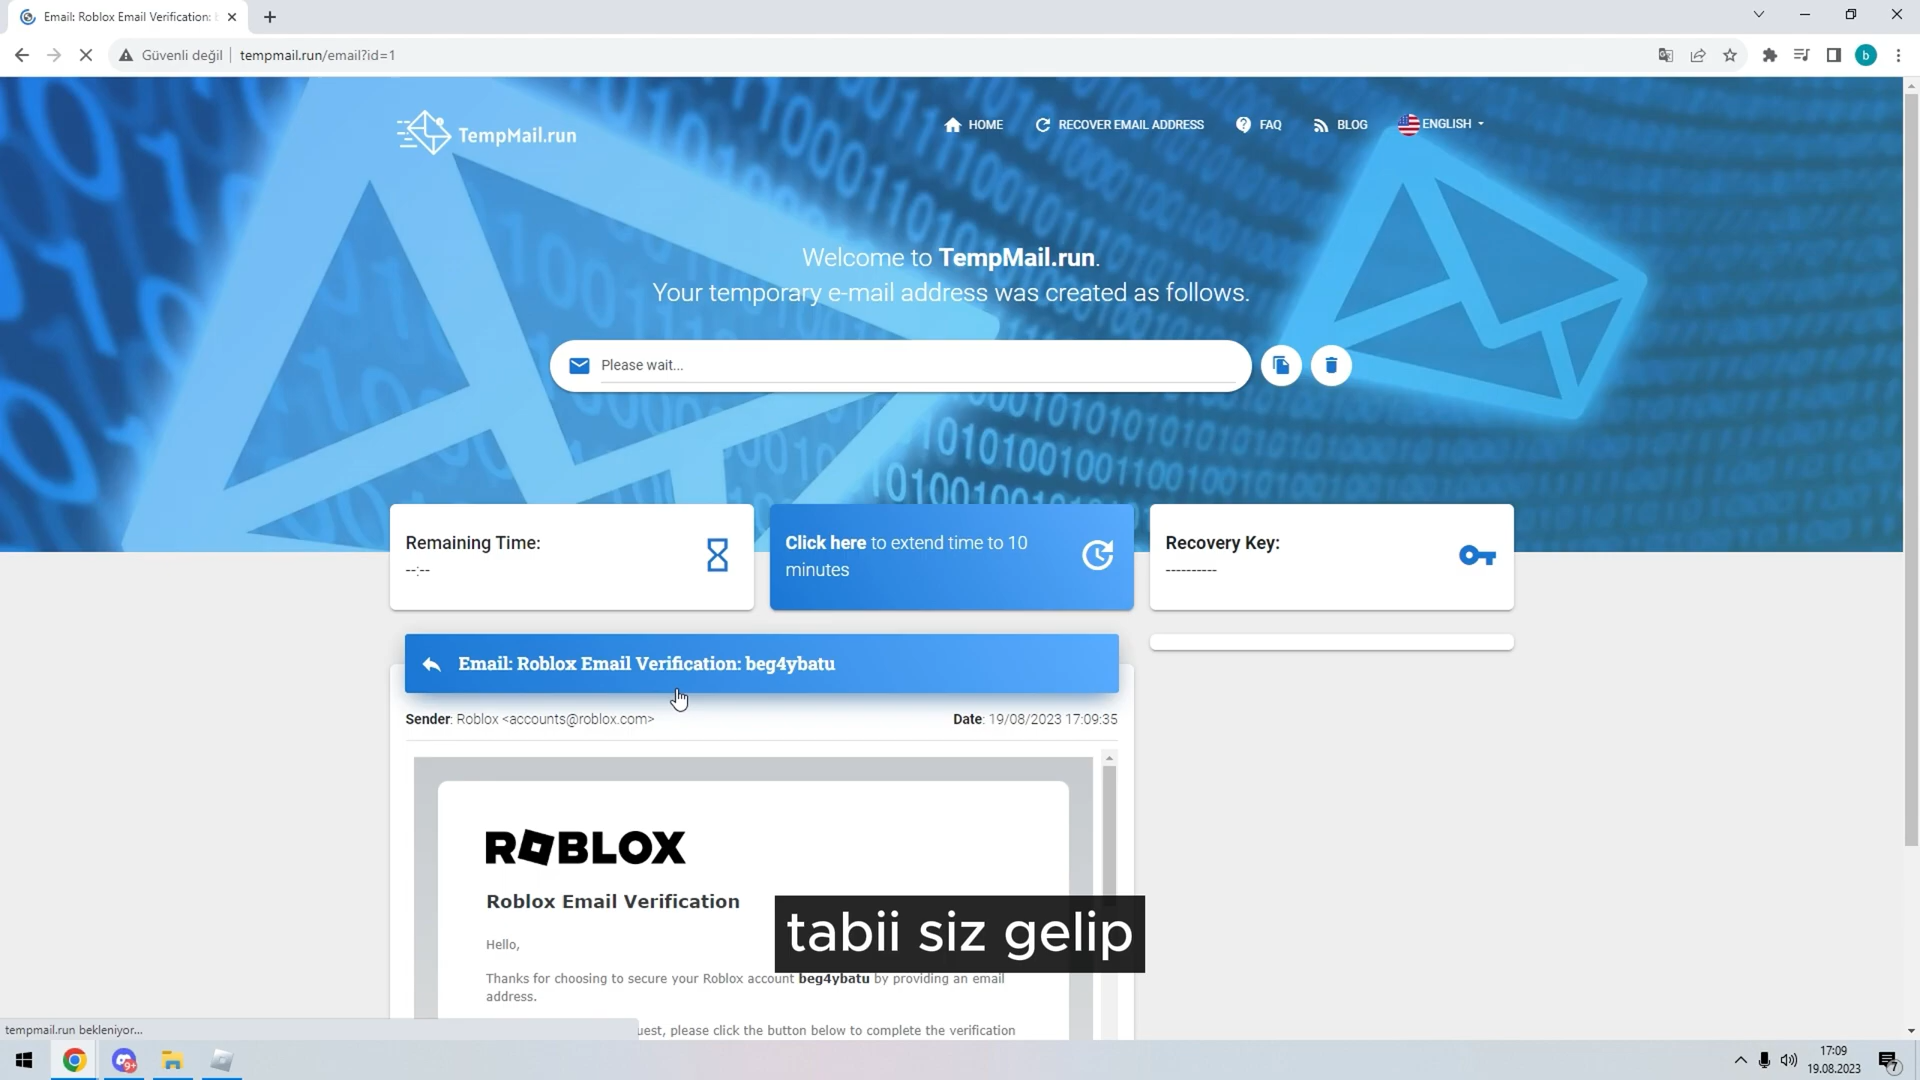 Email: Roblox Email Verification: b
Güvenli değil
tempmail.run/email?id=1
b
TempMail.run
HOME
RECOVER EMAIL ADDRESS
FAQ
BLOG
ENGLISH
Welcome to TempMail.run.
Your temporary e-mail address was created as follows.
Please wait...
Remaining Time:
--:--
Click here to extend time to 10
minutes
Recovery Key:
----------
Email: Roblox Email Verification: beg4ybatu
Sender: Roblox <accounts@roblox.com>
Date: 19/08/2023 17:09:35
ROBLOX
Roblox Email Verification
Hello,
Thanks for choosing to secure your Roblox account beg4ybatu by providing an email
address.
uest, please click the button below to complete the verification
tabii siz gelip
tempmail.run bekleniyor...
9+
17:09
19.08.2023
7